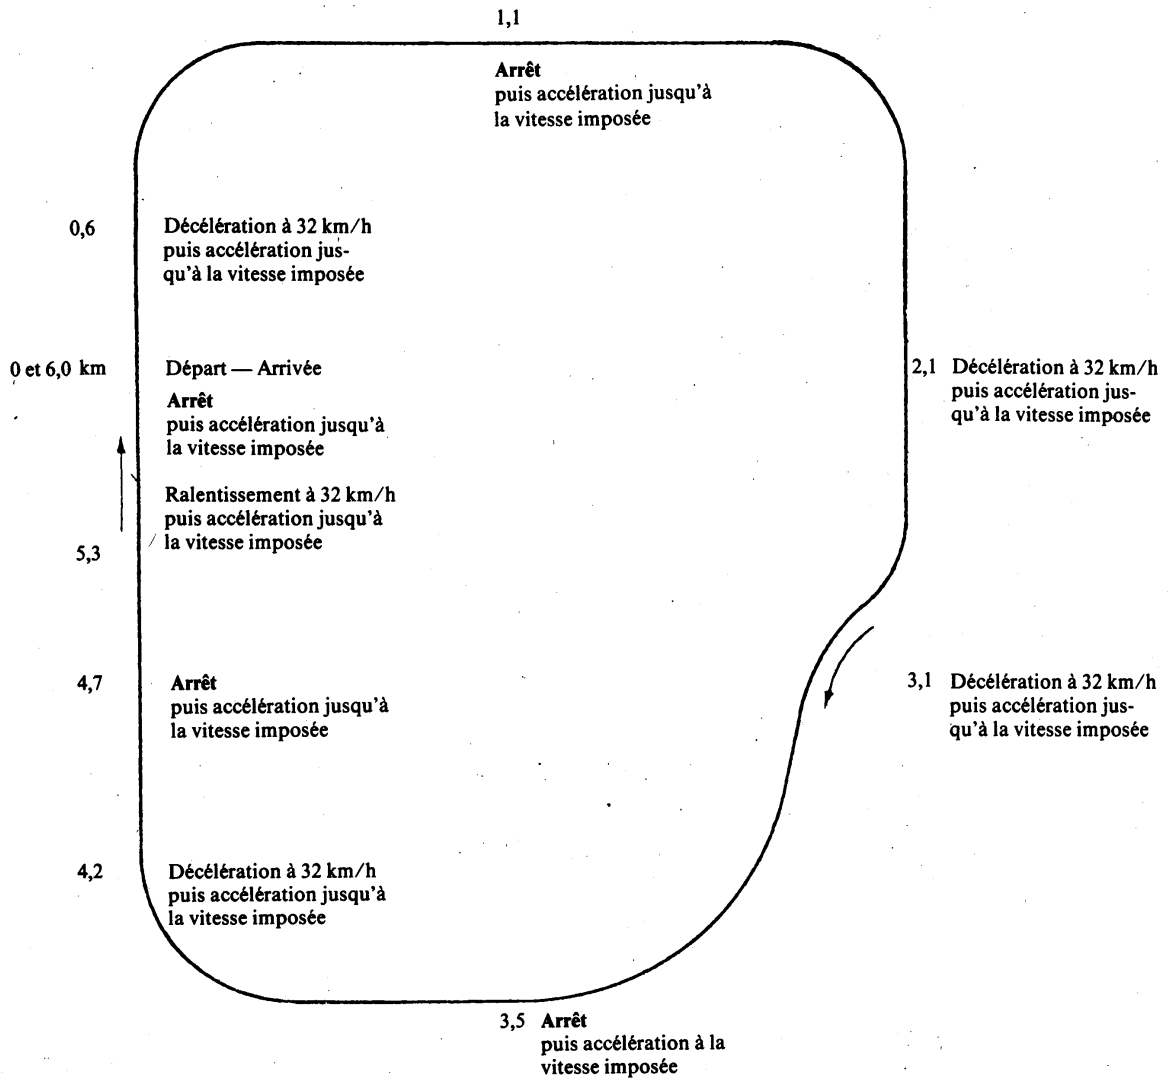 1,1
Arrêt
puis accélération jusqu'à
la vitesse imposée
0,6
Décélération à 32 km/h
puis accélération jus-
qu'à la vitesse imposée
0 et 6,0 km
Départ — Arrivée
Arrêt
puis accélération jusqu'à
la vitesse imposée
2,1
Décélération à 32 km/h
puis accélération jus-
qu'à la vitesse imposée
Ralentissement à 32 km/h
puis accélération jusqu'à
la vitesse imposée
5,3
4,7
Arrêt
puis accélération jusqu'à
la vitesse imposée
3,1
Décélération à 32 km/h
puis accélération jus-
qu'à la vitesse imposée
4,2
Décélération à 32 km/h
puis accélération jusqu'à
la vitesse imposée
3,5
Arrêt
puis accélération à la
vitesse imposée